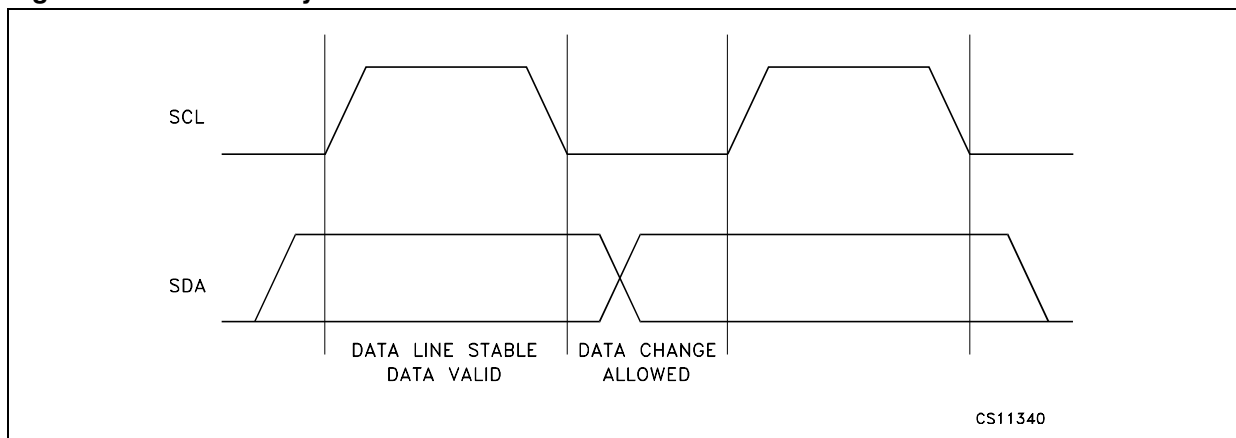 SCL
SDA
DATA LINE STABLE
DATA VALID
DATA CHANGE
ALLOWED
CS11340